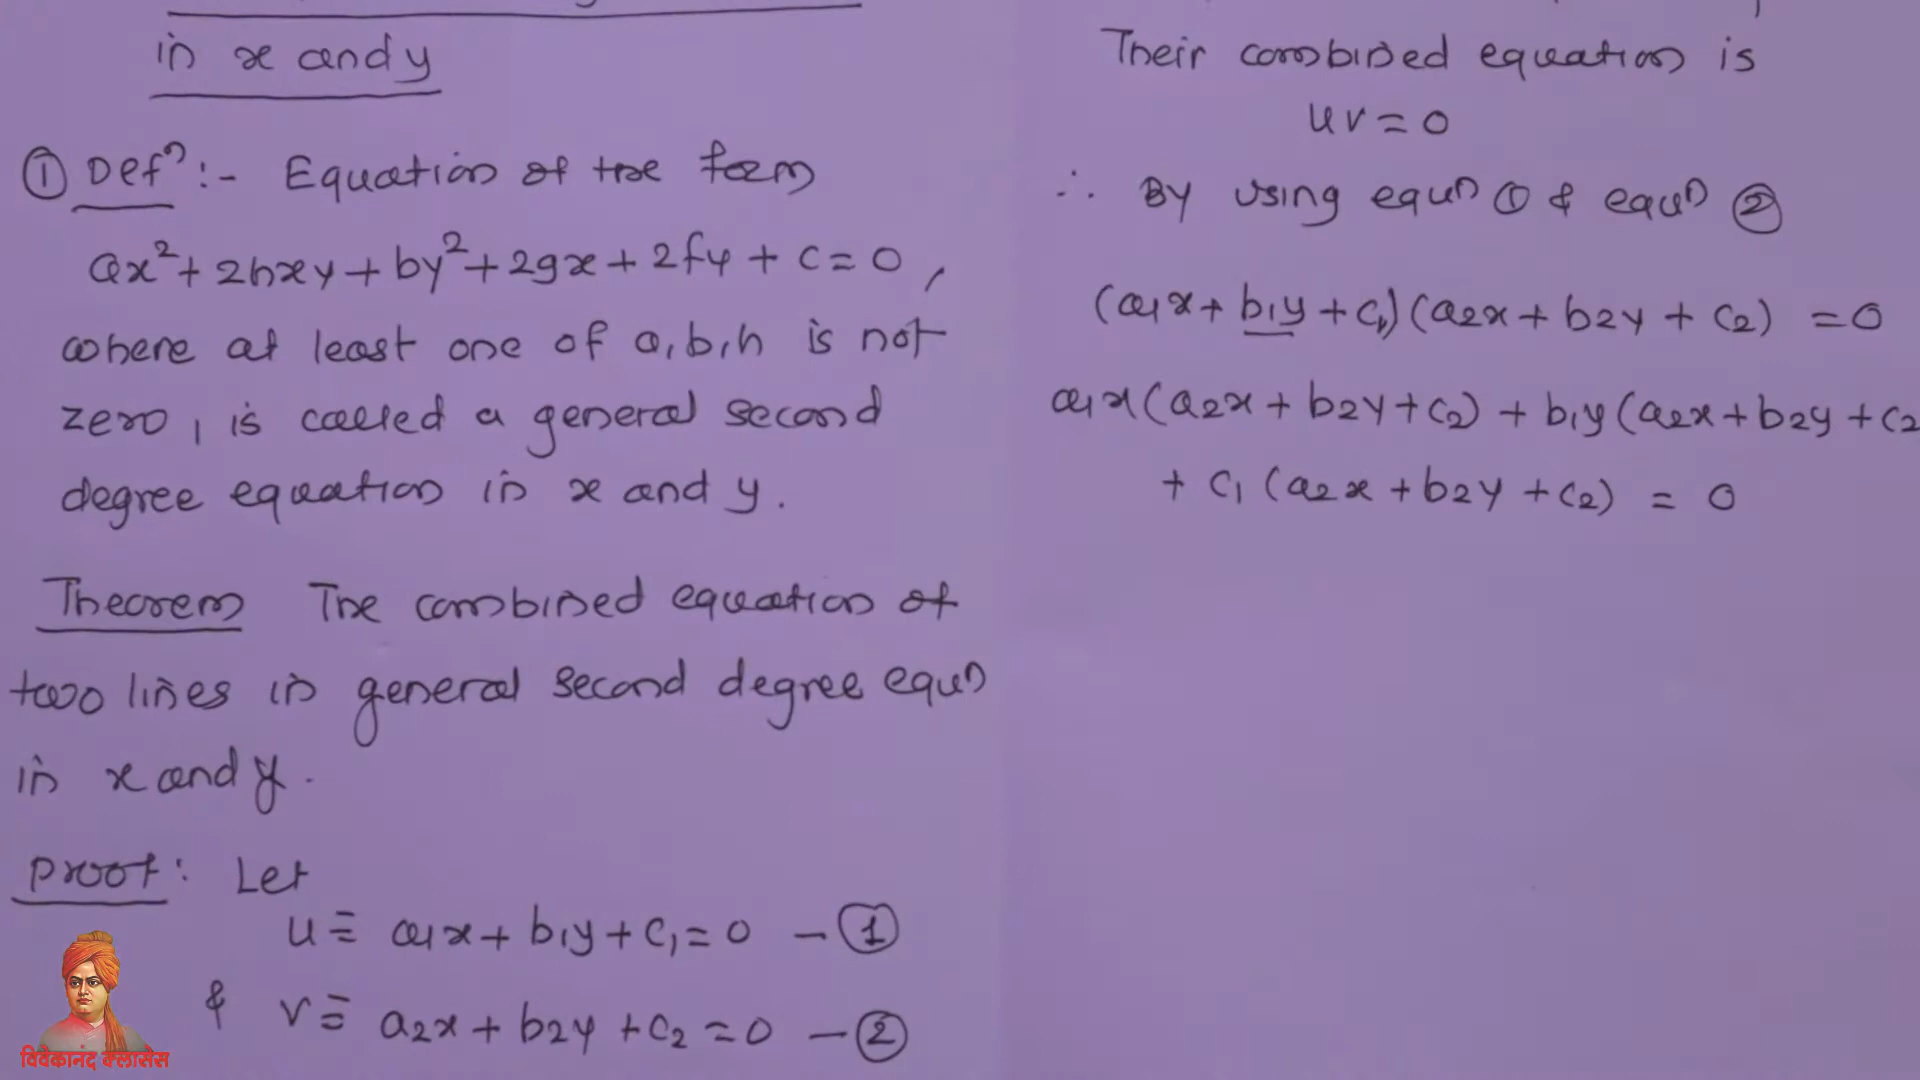 in x and y
① Defⁿ :- Equation of the form
ax² + 2hxy + by² + 2gx + 2fy + c = 0 ,
where at least one of a, b, h is not
zero, is called a general second
degree equation in x and y.
Theorem The combined equation of
two lines in general second degree equn
in x and y.
Proof : Let
u ≡ a1x + b1y + c1 = 0 — ①
& v ≡ a2x + b2y + c2 = 0 — ②
Their combined equation is
uv = 0
∴ By using equn ① & equn ②
(a1x + b1y + c1) (a2x + b2y + c2) = 0
a1x (a2x + b2y + c2) + b1y (a2x + b2y + c2
+ c1 (a2x + b2y + c2) = 0
विवेकानंद क्लासेस